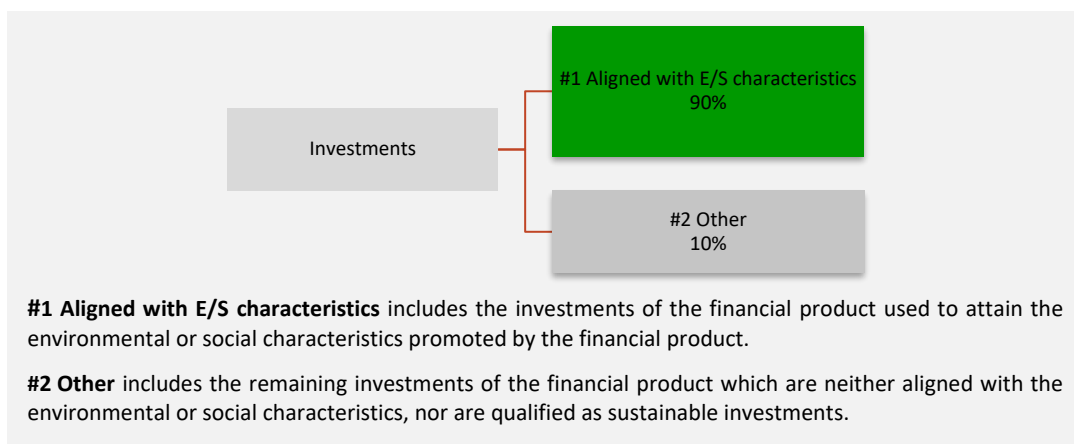 #1 Aligned with E/S characteristics
90%
Investments
#2 Other
10%
#1 Aligned with E/S characteristics includes the investments of the financial product used to attain the
environmental or social characteristics promoted by the financial product.
#2 Other includes the remaining investments of the financial product which are neither aligned with the
environmental or social characteristics, nor are qualified as sustainable investments.